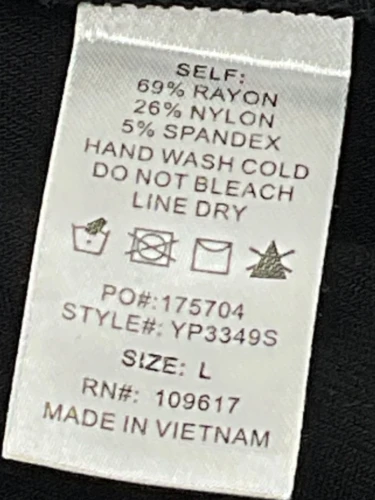 SELF:
69% RAYON
26% NYLON
5% SPANDEX
HAND WASH COLD
DO NOT BLEACH
LINE DRY
PO#:175704
STYLE#: YP3349S
SIZE: L
RN#: 109617
MADE IN VIETNAM